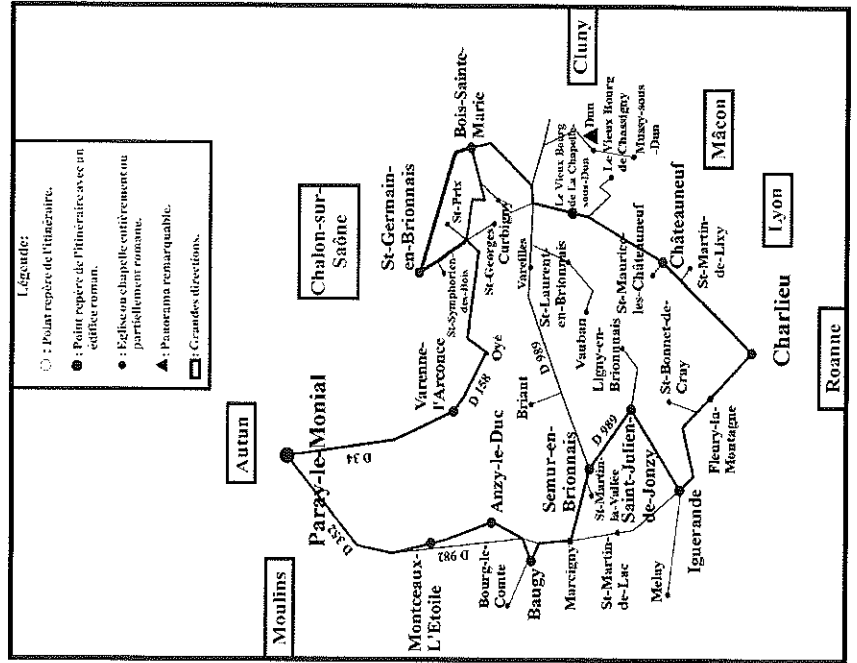 Légende:
: Point repère de l'itinéraire.
: Point repère de l'itinéraire avec un
édifice roman.
: Eglise ou chapelle entièrement ou
partiellement romane.
: Panorama remarquable.
: Grandes directions.
Moulins
Autun
Chalon-sur-
Saône
Paray-le-Monial
D 352
D 34
Montceaux-
L'Etoile
D 982
Varenne-
l'Arconce
D 158
Oyé
St-Germain-
en-Brionnais
St-Symphorien-
des-Bois
St-Prix
Bois-Sainte-
Marie
St-Georges
Curbigny
Bourg-le-
Comte
Anzy-le-Duc
Baugy
Briant
D 989
Vareilles
Cluny
Marcigny
Semur-en-
Brionnais
St-Laurent-
en-Brionnais
Vauban
Le Vieux Bourg
de La Chapelle-
sous-Dun
Dun
Le Vieux Bourg
de Chassigny
Mussy-sous
-Dun
St-Martin-
de-Lac
St-Martin-
la-Vallée
D 989
Saint-Julien-
de-Jonzy
Ligny-en-
Brionnais
St-Maurice-
les-Châteauneuf
Châteauneuf
Mâcon
Melay
Iguerande
St-Bonnet-de-
Cray
St-Martin-
de-Lixy
Fleury-la-
Montagne
Charlieu
Lyon
Roanne